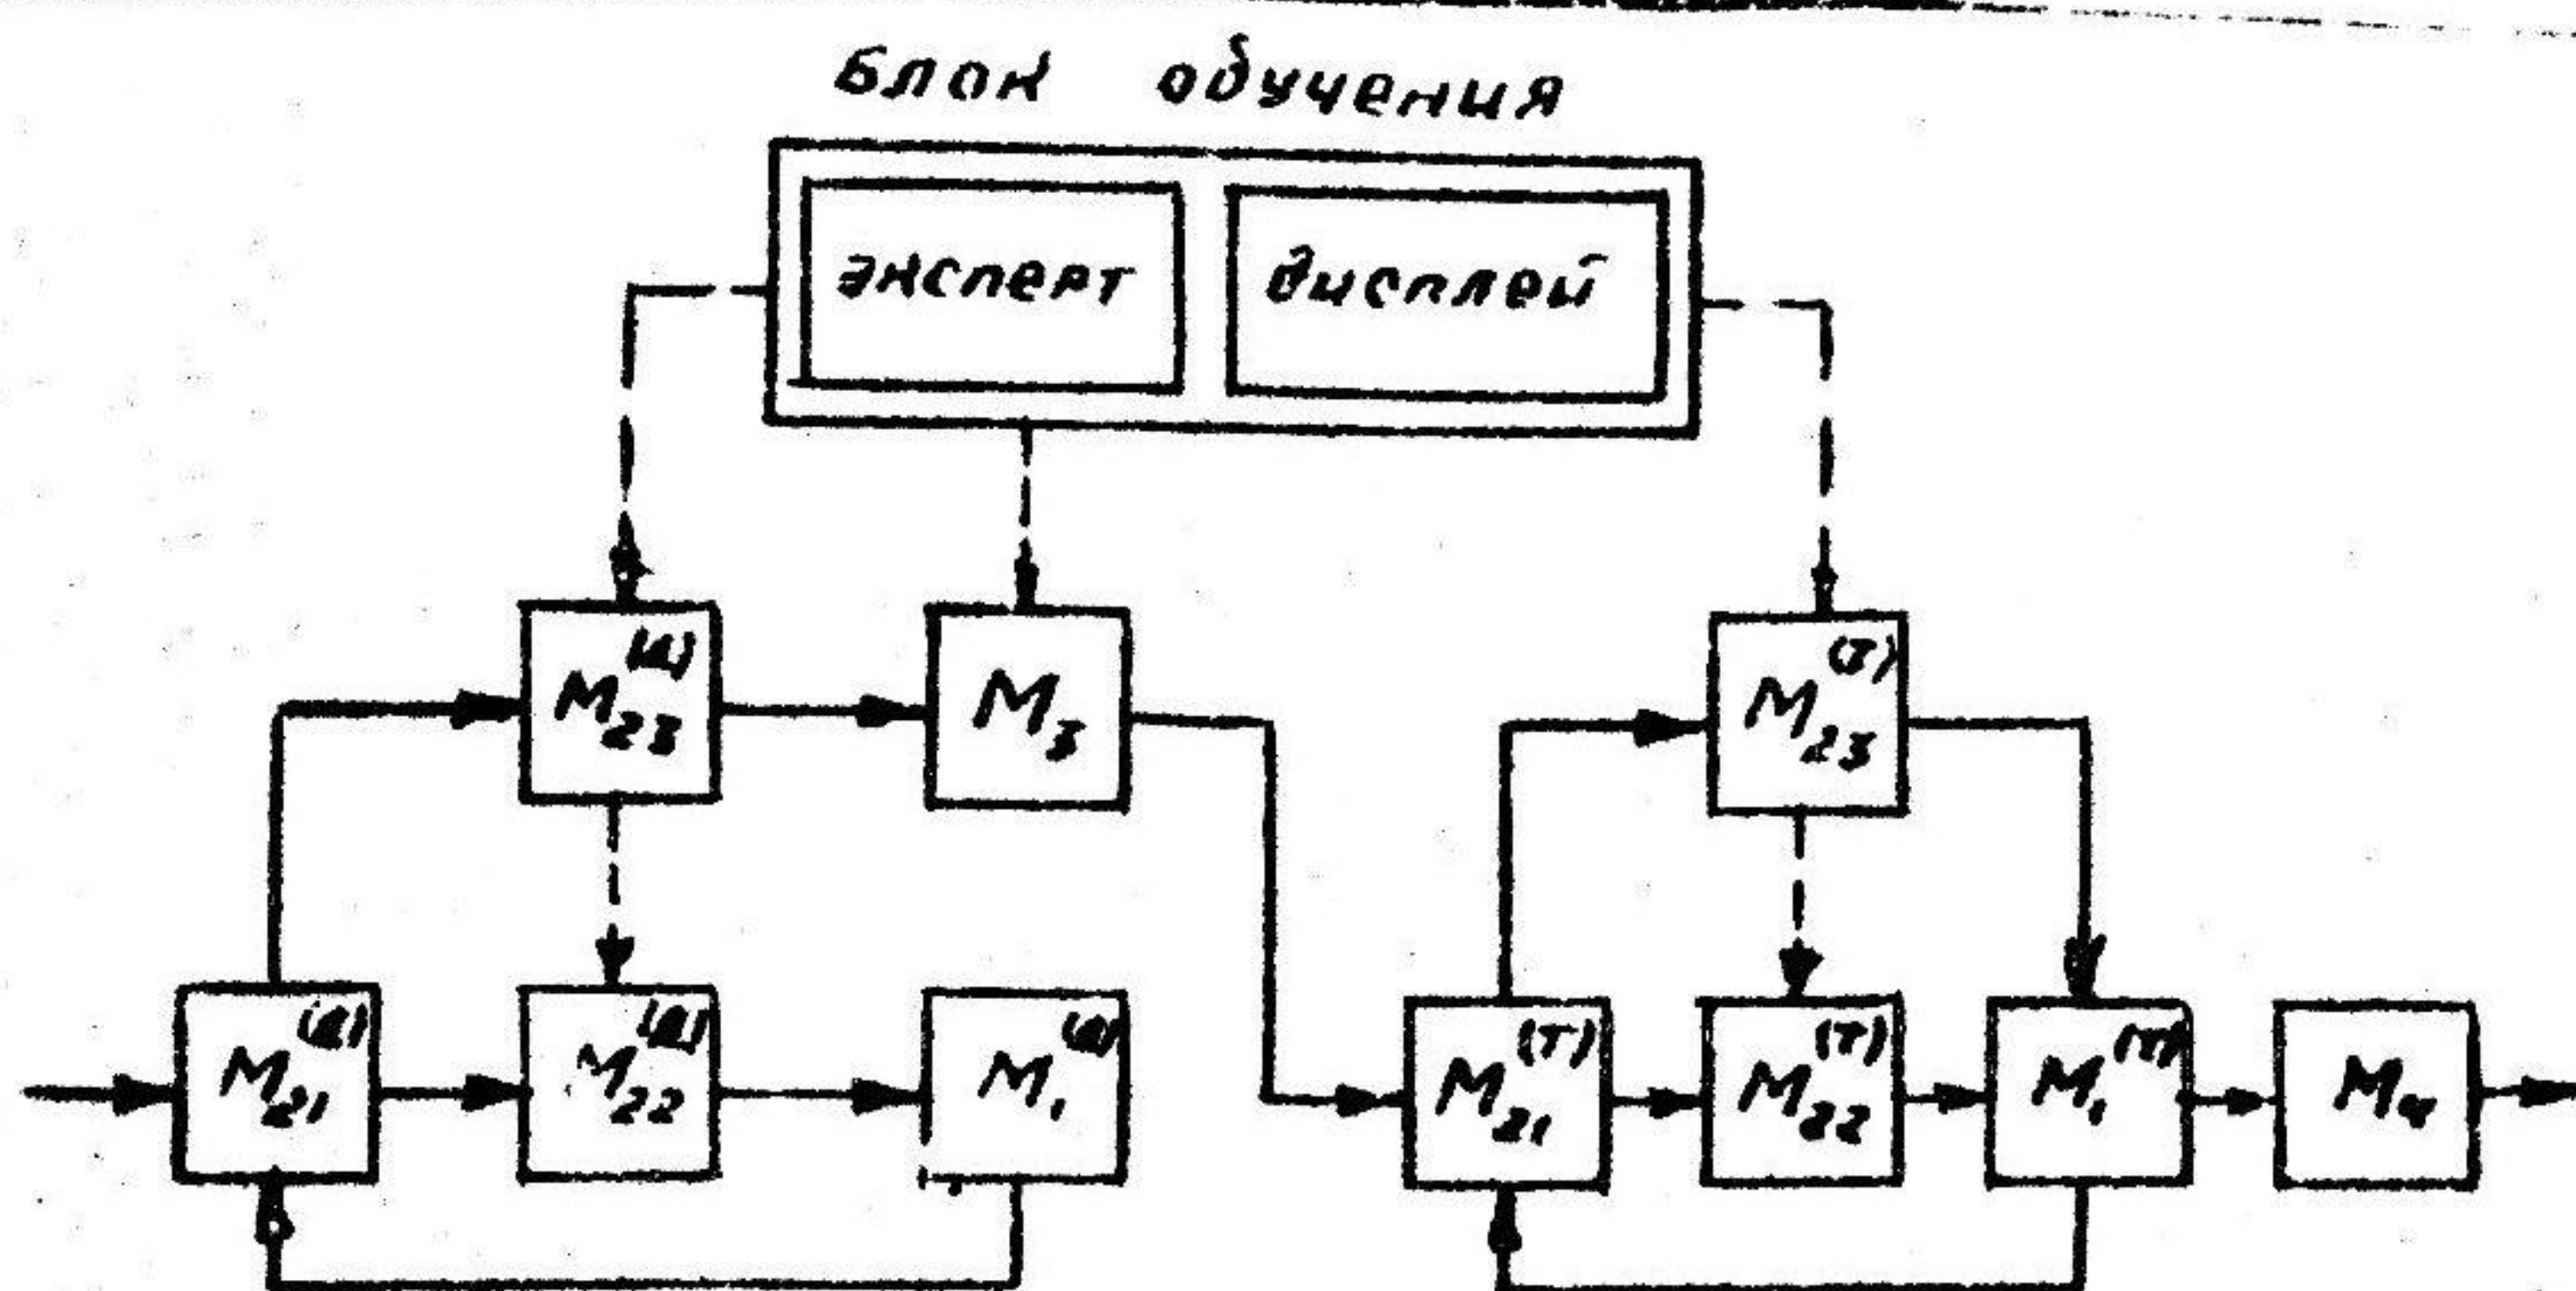 Блок обучения
эксперт дисплей
M₂₃ M₃ M₂₃
M₂₁ M₂₂ M₁ M₂₁^(т) M₂₂^(т) M₁^(т) M₄